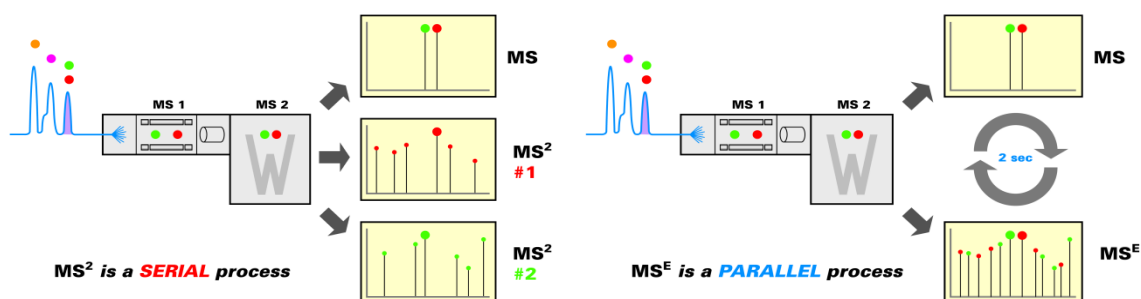 MS 1
MS 2
MS
MS²
#1
MS²
#2
MS² is a SERIAL process
MS 1
MS 2
MS
2 sec
MSᴱ
MSᴱ is a PARALLEL process